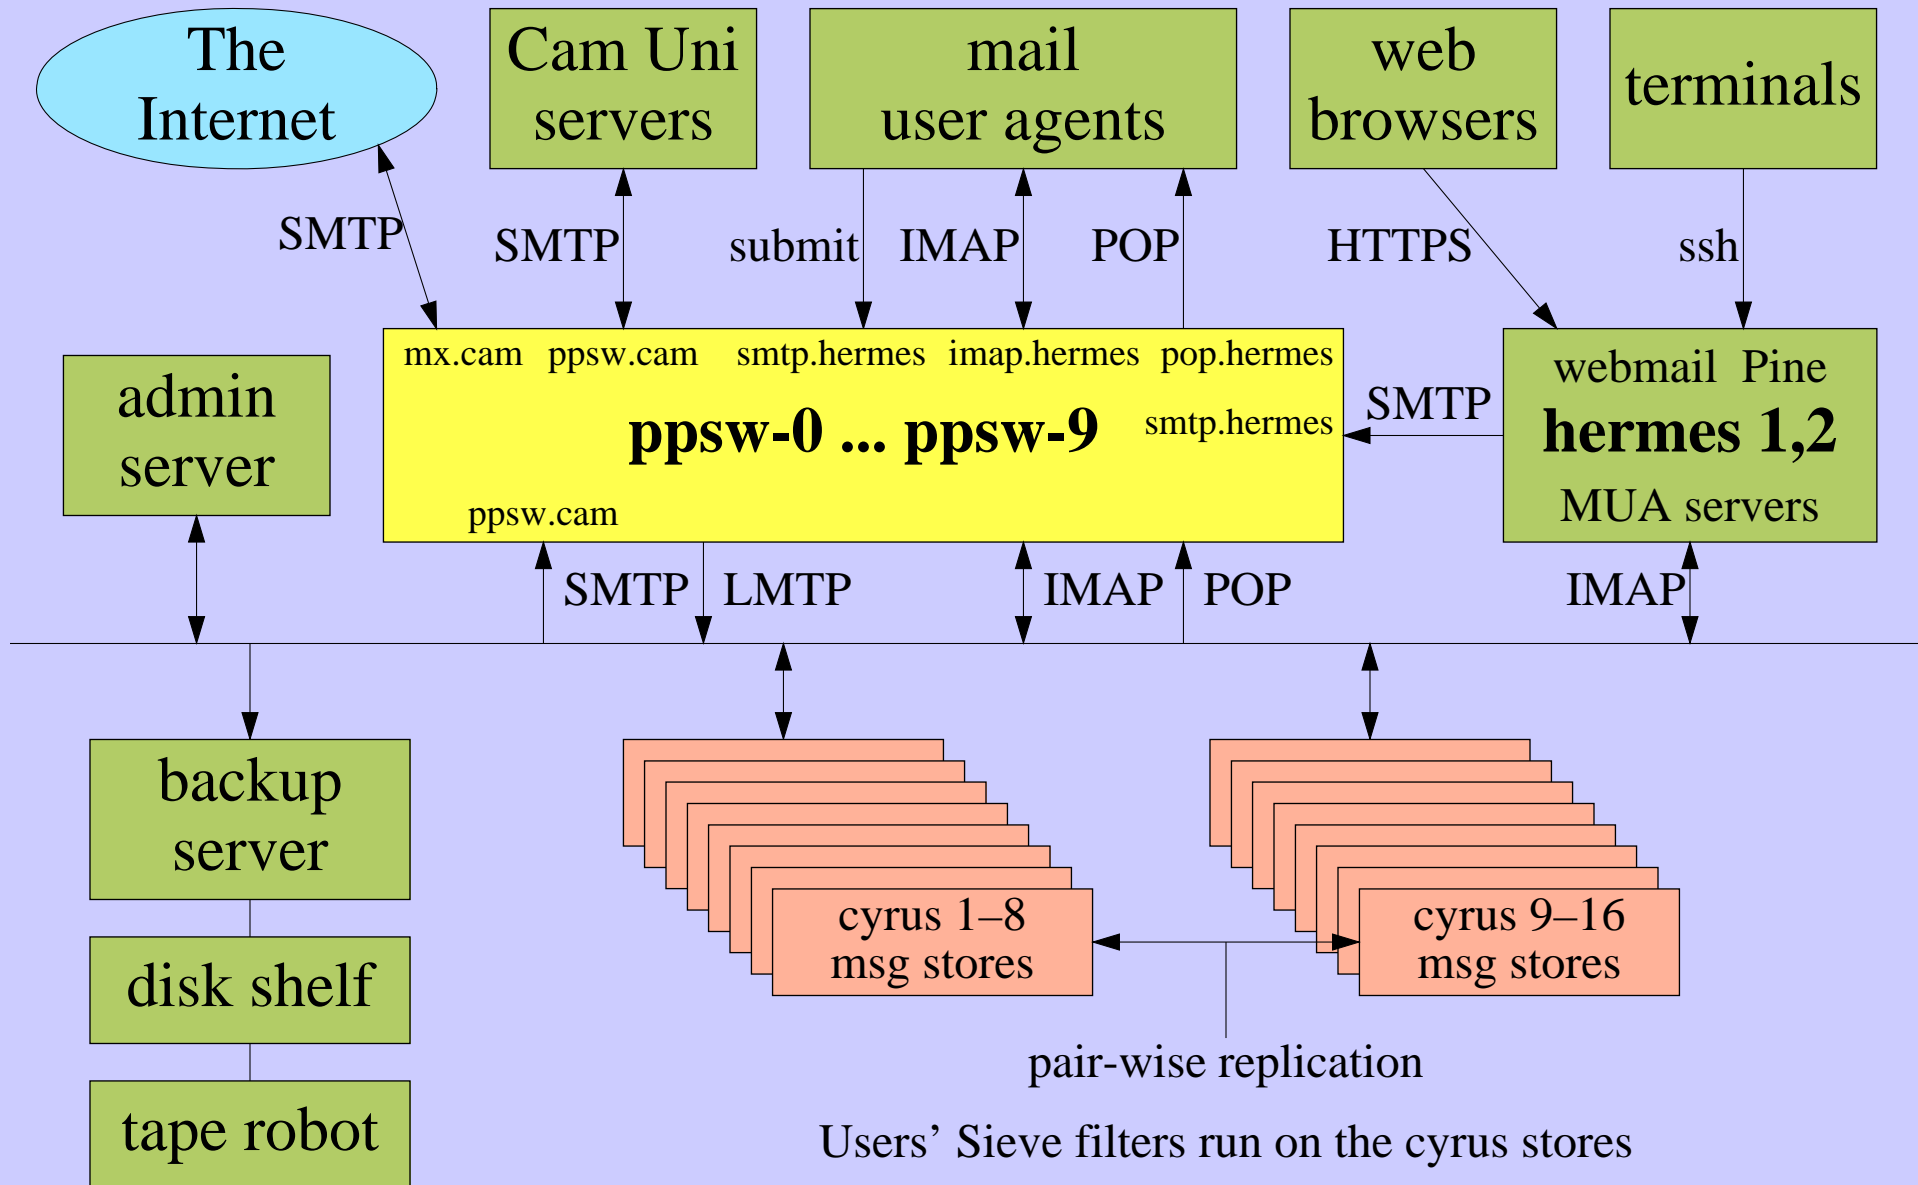 The
Internet
Cam Uni
servers
mail
user agents
web
browsers
terminals
SMTP
SMTP
submit
IMAP
POP
HTTPS
ssh
mx.cam
ppsw.cam
smtp.hermes
imap.hermes
pop.hermes
smtp.hermes
ppsw-0 ... ppsw-9
ppsw.cam
admin
server
SMTP
webmail Pine
hermes 1,2
MUA servers
SMTP
LMTP
IMAP
POP
IMAP
backup
server
disk shelf
tape robot
cyrus 1–8
msg stores
cyrus 9–16
msg stores
pair-wise replication
Users’ Sieve filters run on the cyrus stores